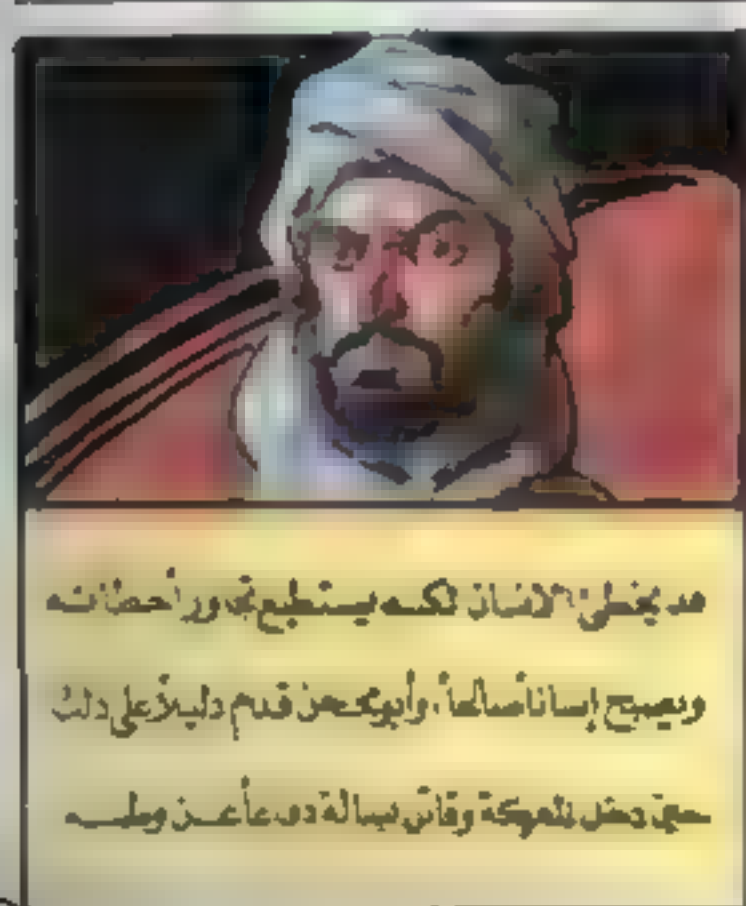 قد يخطئ الانسان لكنه يستطيع تجاوز أخطائه
ويصبح إنساناً صالحاً، وأبو محجن قدم دليلاً على ذلك
حين دخل المعركة وقاتل ببسالة دفاعاً عن وطنه